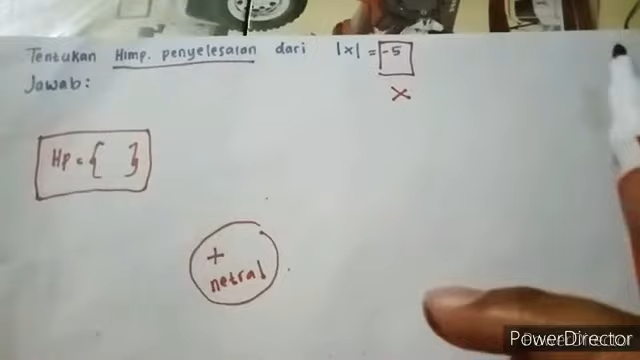 Tentukan Himp. penyelesaian dari |x| = -5
Jawab:
x
Hp = { }
+
netral
PowerDirector